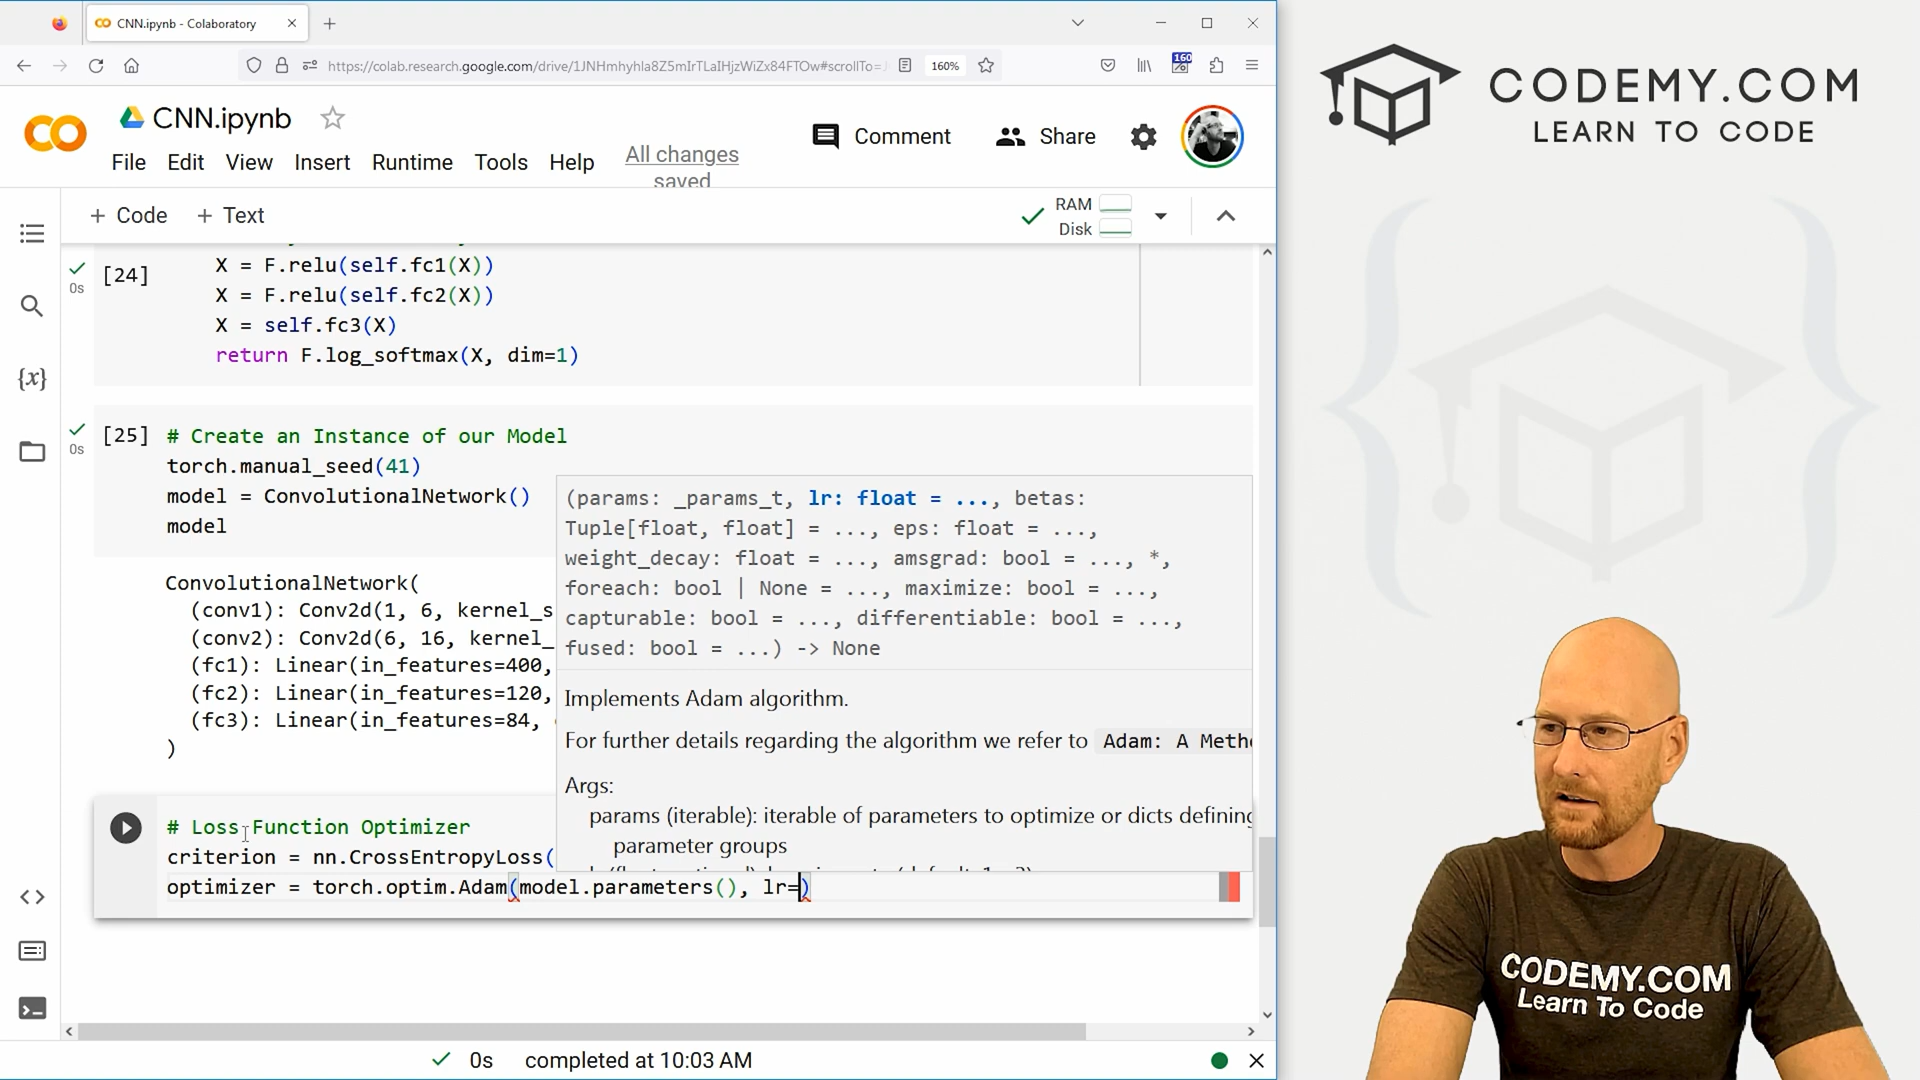 CNN.ipynb - Colaboratory
https://colab.research.google.com/drive/1JNHmhyhla8Z5mIrTLaIHjzWiZx84FTOw#scrollTo=
160%
160
%
CNN.ipynb
Comment
Share
File Edit View Insert Runtime Tools Help
All changes
saved
+ Code + Text
RAM
Disk
[24]
0s
X = F.relu(self.fc1(X))
X = F.relu(self.fc2(X))
X = self.fc3(X)
return F.log_softmax(X, dim=1)
[25]
0s
# Create an Instance of our Model
torch.manual_seed(41)
model = ConvolutionalNetwork()
model
ConvolutionalNetwork(
(conv1): Conv2d(1, 6, kernel_s
(conv2): Conv2d(6, 16, kernel_
(fc1): Linear(in_features=400,
(fc2): Linear(in_features=120,
(fc3): Linear(in_features=84,
)
(params: _params_t, lr: float = ..., betas:
Tuple[float, float] = ..., eps: float = ...,
weight_decay: float = ..., amsgrad: bool = ..., *,
foreach: bool | None = ..., maximize: bool = ...,
capturable: bool = ..., differentiable: bool = ...,
fused: bool = ...) -> None
Implements Adam algorithm.
For further details regarding the algorithm we refer to Adam: A Meth
Args:
params (iterable): iterable of parameters to optimize or dicts defining
parameter groups
# Loss Function Optimizer
criterion = nn.CrossEntropyLoss(
optimizer = torch.optim.Adam(model.parameters(), lr=)
0s completed at 10:03 AM
CODEMY.COM
LEARN TO CODE
CODEMY.COM
Learn To Code